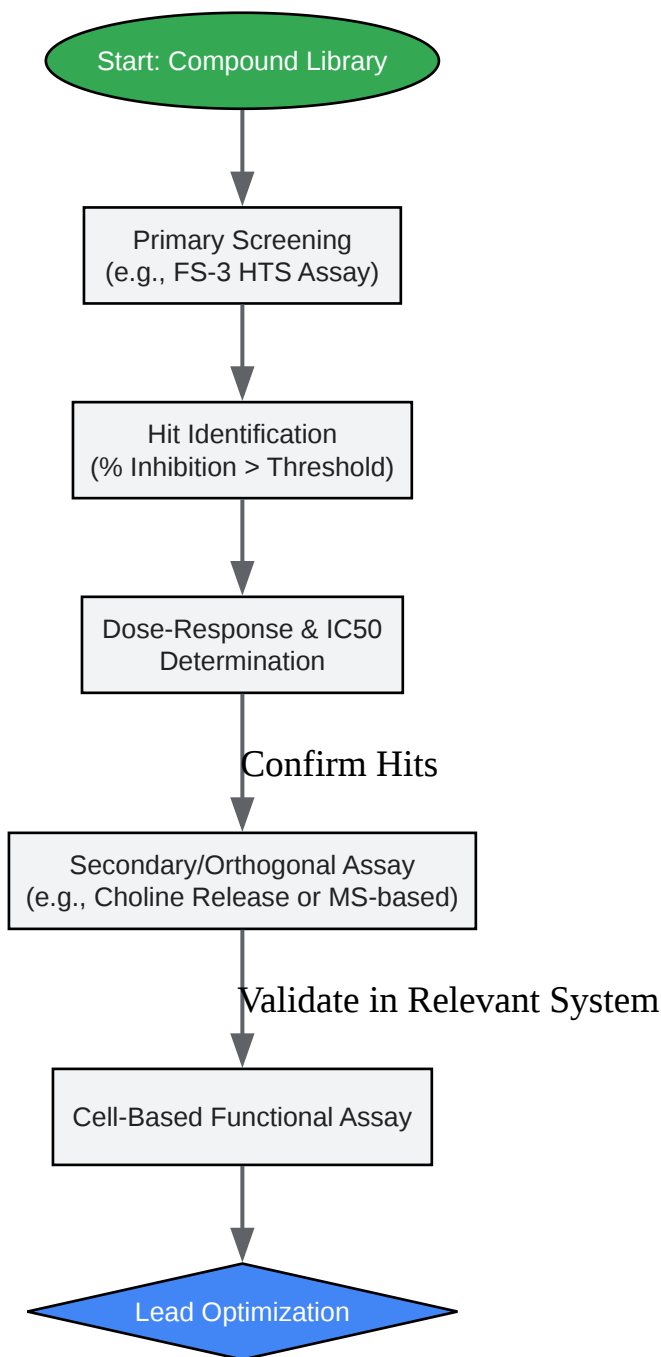 Start: Compound Library
Primary Screening
(e.g., FS-3 HTS Assay)
Hit Identification
(% Inhibition > Threshold)
Dose-Response & IC50
Determination
Confirm Hits
Secondary/Orthogonal Assay
(e.g., Choline Release or MS-based)
Validate in Relevant System
Cell-Based Functional Assay
Lead Optimization